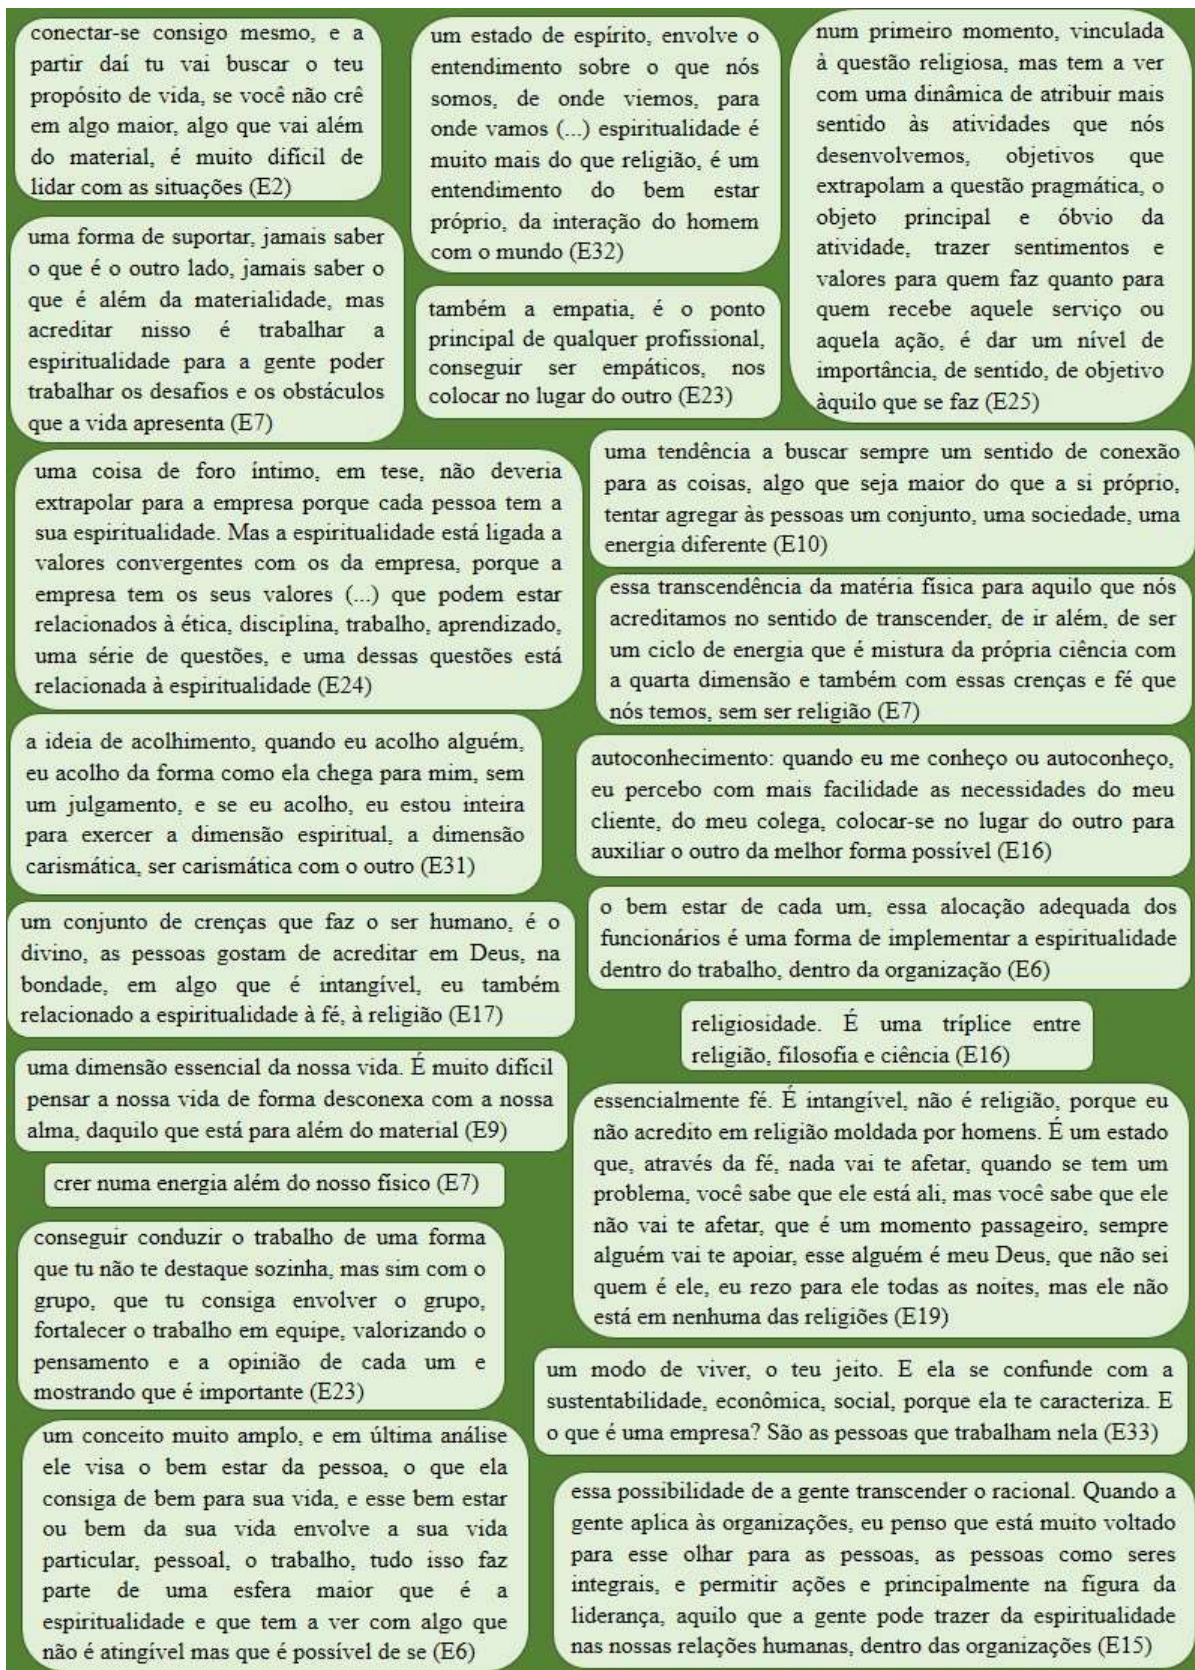 conectar-se consigo mesmo, e a
partir daí tu vai buscar o teu
propósito de vida, se você não crê
em algo maior, algo que vai além
do material, é muito difícil de
lidar com as situações (E2)
um estado de espírito, envolve o
entendimento sobre o que nós
somos, de onde viemos, para
onde vamos (...) espiritualidade é
muito mais do que religião, é um
entendimento do bem estar
próprio, da interação do homem
com o mundo (E32)
num primeiro momento, vinculada
à questão religiosa, mas tem a ver
com uma dinâmica de atribuir mais
sentido às atividades que nós
desenvolvemos, objetivos que
extrapolam a questão pragmática, o
objeto principal e óbvio da
atividade, trazer sentimentos e
valores para quem faz quanto para
quem recebe aquele serviço ou
aquela ação, é dar um nível de
importância, de sentido, de objetivo
àquilo que se faz (E25)
uma forma de suportar, jamais saber
o que é o outro lado, jamais saber o
que é além da materialidade, mas
acreditar nisso é trabalhar a
espiritualidade para a gente poder
trabalhar os desafios e os obstáculos
que a vida apresenta (E7)
também a empatia, é o ponto
principal de qualquer profissional,
conseguir ser empáticos, nos
colocar no lugar do outro (E23)
uma coisa de foro íntimo, em tese, não deveria
extrapolar para a empresa porque cada pessoa tem a
sua espiritualidade. Mas a espiritualidade está ligada a
valores convergentes com os da empresa, porque a
empresa tem os seus valores (...) que podem estar
relacionados à ética, disciplina, trabalho, aprendizado,
uma série de questões, e uma dessas questões está
relacionada à espiritualidade (E24)
uma tendência a buscar sempre um sentido de conexão
para as coisas, algo que seja maior do que a si próprio,
tentar agregar às pessoas um conjunto, uma sociedade, uma
energia diferente (E10)
essa transcendência da matéria física para aquilo que nós
acreditamos no sentido de transcender, de ir além, de ser
um ciclo de energia que é mistura da própria ciência com
a quarta dimensão e também com essas crenças e fé que
nós temos, sem ser religião (E7)
a ideia de acolhimento, quando eu acolho alguém,
eu acolho da forma como ela chega para mim, sem
um julgamento, e se eu acolho, eu estou inteira
para exercer a dimensão espiritual, a dimensão
carismática, ser carismática com o outro (E31)
autoconhecimento: quando eu me conheço ou autoconheço,
eu percebo com mais facilidade as necessidades do meu
cliente, do meu colega, colocar-se no lugar do outro para
auxiliar o outro da melhor forma possível (E16)
um conjunto de crenças que faz o ser humano, é o
divino, as pessoas gostam de acreditar em Deus, na
bondade, em algo que é intangível, eu também
relacionado a espiritualidade à fé, à religião (E17)
o bem estar de cada um, essa alocação adequada dos
funcionários é uma forma de implementar a espiritualidade
dentro do trabalho, dentro da organização (E6)
religiosidade. É uma tríplice entre
religião, filosofia e ciência (E16)
uma dimensão essencial da nossa vida. É muito difícil
pensar a nossa vida de forma desconexa com a nossa
alma, daquilo que está para além do material (E9)
essencialmente fé. É intangível, não é religião, porque eu
não acredito em religião moldada por homens. É um estado
que, através da fé, nada vai te afetar, quando se tem um
problema, você sabe que ele está ali, mas você sabe que ele
não vai te afetar, que é um momento passageiro, sempre
alguém vai te apoiar, esse alguém é meu Deus, que não sei
quem é ele, eu rezo para ele todas as noites, mas ele não
está em nenhuma das religiões (E19)
crer numa energia além do nosso físico (E7)
conseguir conduzir o trabalho de uma forma
que tu não te destaque sozinha, mas sim com o
grupo, que tu consiga envolver o grupo,
fortalecer o trabalho em equipe, valorizando o
pensamento e a opinião de cada um e
mostrando que é importante (E23)
um modo de viver, o teu jeito. E ela se confunde com a
sustentabilidade, econômica, social, porque ela te caracteriza. E
o que é uma empresa? São as pessoas que trabalham nela (E33)
um conceito muito amplo, e em última análise
ele visa o bem estar da pessoa, o que ela
consiga de bem para sua vida, e esse bem estar
ou bem da sua vida envolve a sua vida
particular, pessoal, o trabalho, tudo isso faz
parte de uma esfera maior que é a
espiritualidade e que tem a ver com algo que
não é atingível mas que é possível de se (E6)
essa possibilidade de a gente transcender o racional. Quando a
gente aplica às organizações, eu penso que está muito voltado
para esse olhar para as pessoas, as pessoas como seres
integrais, e permitir ações e principalmente na figura da
liderança, aquilo que a gente pode trazer da espiritualidade
nas nossas relações humanas, dentro das organizações (E15)